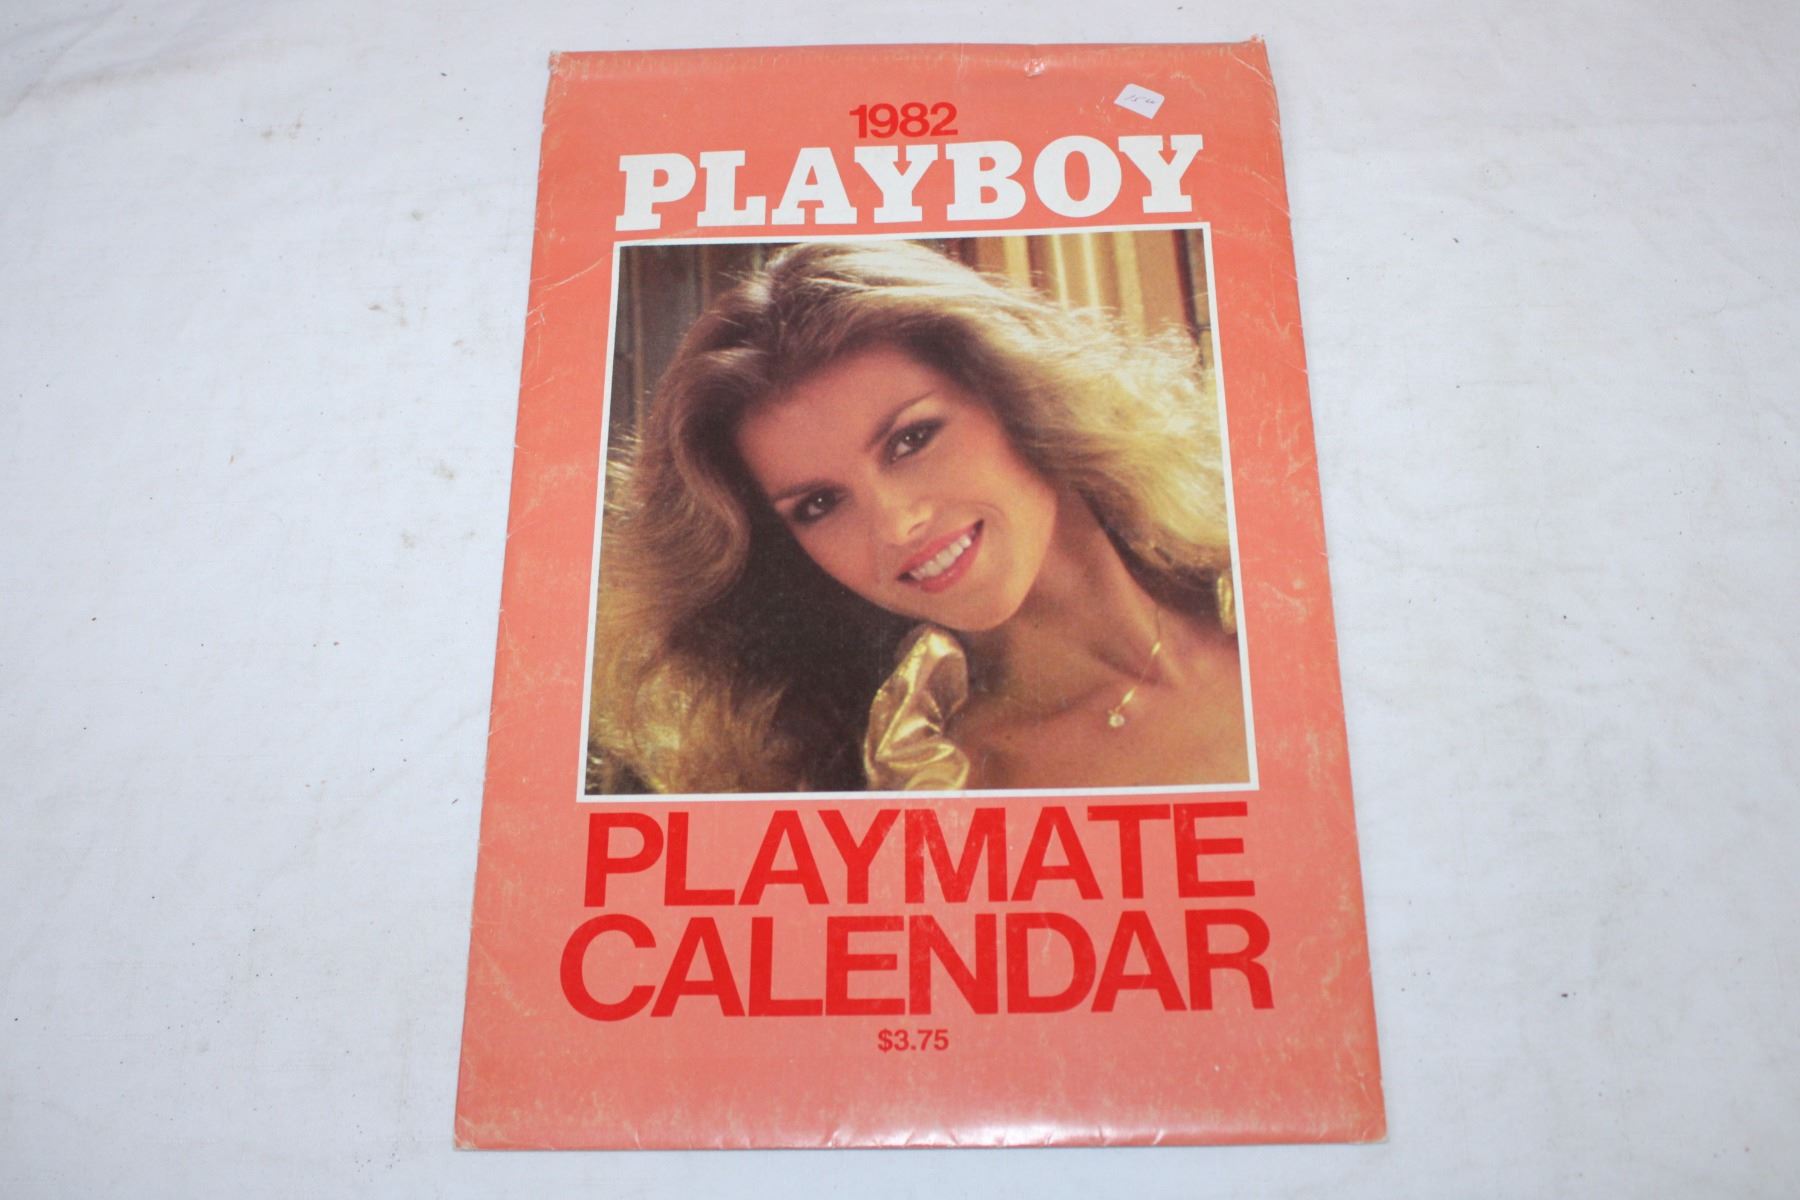 1982
PLAYBOY
PLAYMATE
CALENDAR
$3.75